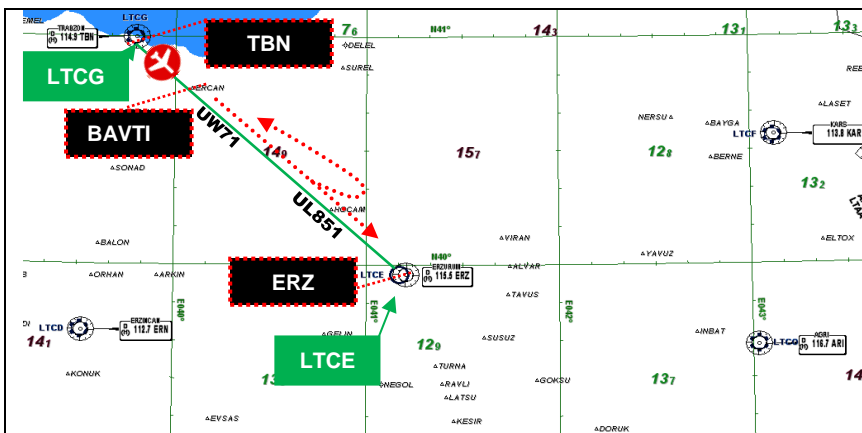 EMEL
LTCG
TRABZON
D
(H)
114.9 TBN
TBN
7₆
N41°
14₃
13₁
13₃
DELEL
SUREL
REE
LTCG
ERCAN
LASET
NERSU
BAYGA
LTCF
KARS
113.8 KAR
BAVTI
UW71
14₉
15₇
12₈
BERNE
SONAD
13₂
UL851
HOCAM
BALON
VIRAN
ELTOX
YAVUZ
N40°
ORHAN
ARKIN
ERZ
LTCE
ERZURUM
D
(H)
115.5 ERZ
ALVAR
TAVUS
E040°
E041°
E042°
E043°
LTCD
ERZINCAN
D
(H)
112.7 ERN
14₁
GELIN
12₉
SUSUZ
INBAT
LTCO
AGRI
D
(H)
116.7 ARI
LTCE
KONUK
13
NEGOL
TURNA
RAVLI
LATSU
GOKSU
13₇
14
EVSAS
KESIR
DORUK